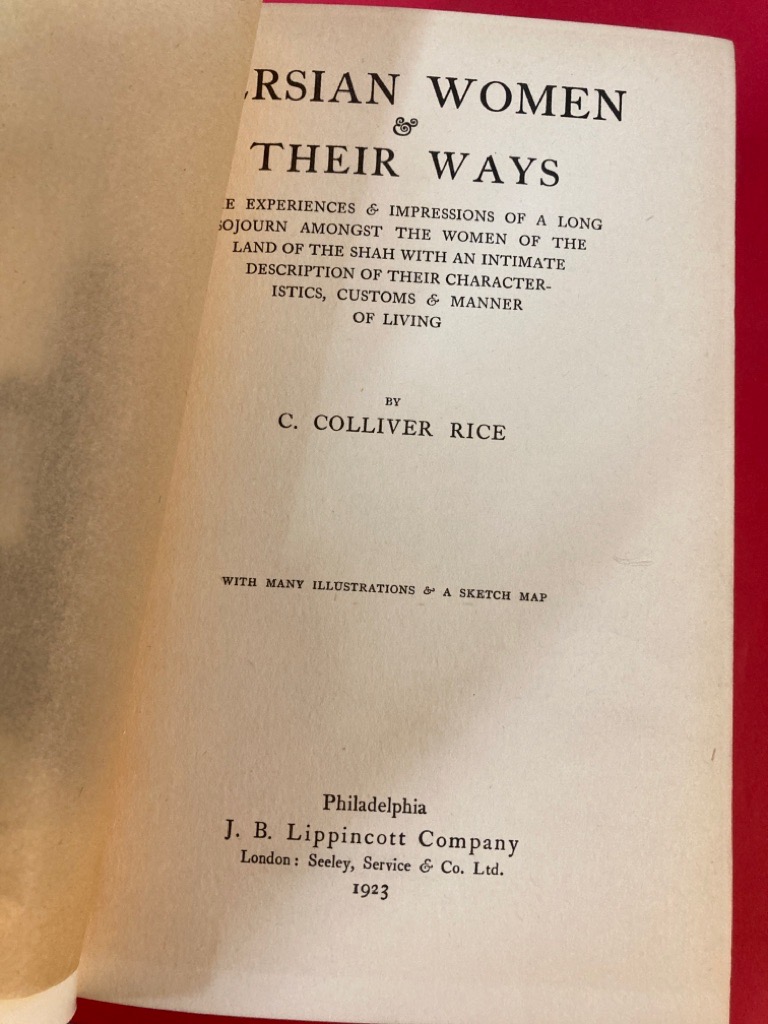 ERSIAN WOMEN
&
THEIR WAYS
E EXPERIENCES & IMPRESSIONS OF A LONG
SOJOURN AMONGST THE WOMEN OF THE
LAND OF THE SHAH WITH AN INTIMATE
DESCRIPTION OF THEIR CHARACTER-
ISTICS, CUSTOMS & MANNER
OF LIVING
BY
C. COLLIVER RICE
WITH MANY ILLUSTRATIONS & A SKETCH MAP
Philadelphia
J. B. Lippincott Company
London: Seeley, Service & Co. Ltd.
1923